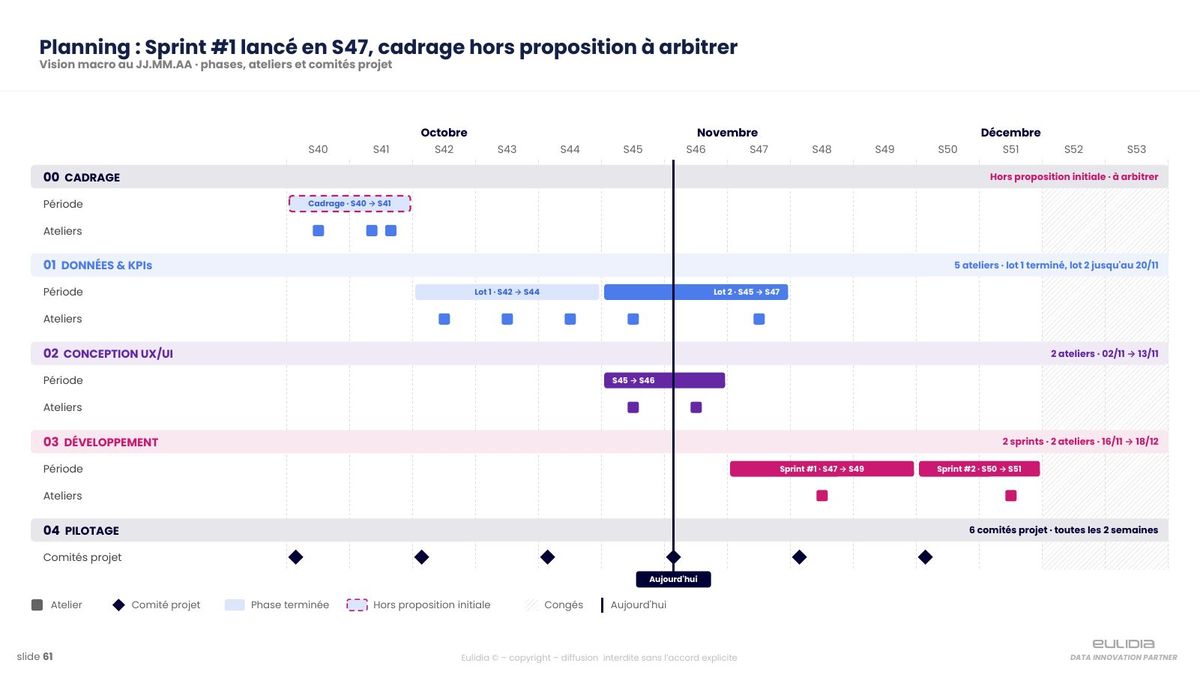 Planning : Sprint #1 lancé en S47, cadrage hors proposition à arbitrer
Vision macro au JJ.MM.AA · phases, ateliers et comités projet
Octobre Novembre Décembre
S40 S41 S42 S43 S44 S45 S46 S47 S48 S49 S50 S51 S52 S53
00 CADRAGE Hors proposition initiale · à arbitrer
Période Cadrage · S40 → S41
Ateliers
01 DONNÉES & KPIs 5 ateliers · lot 1 terminé, lot 2 jusqu'au 20/11
Période Lot 1 · S42 → S44 Lot 2 · S45 → S47
Ateliers
02 CONCEPTION UX/UI 2 ateliers · 02/11 → 13/11
Période S45 → S46
Ateliers
03 DÉVELOPPEMENT 2 sprints · 2 ateliers · 16/11 → 18/12
Période Sprint #1 · S47 → S49 Sprint #2 · S50 → S51
Ateliers
04 PILOTAGE 6 comités projet · toutes les 2 semaines
Comités projet
Aujourd'hui
Atelier Comité projet Phase terminée Hors proposition initiale Congés Aujourd'hui
slide 61
Eulidia © – copyright – diffusion interdite sans l'accord explicite
EULIDIA
DATA INNOVATION PARTNER